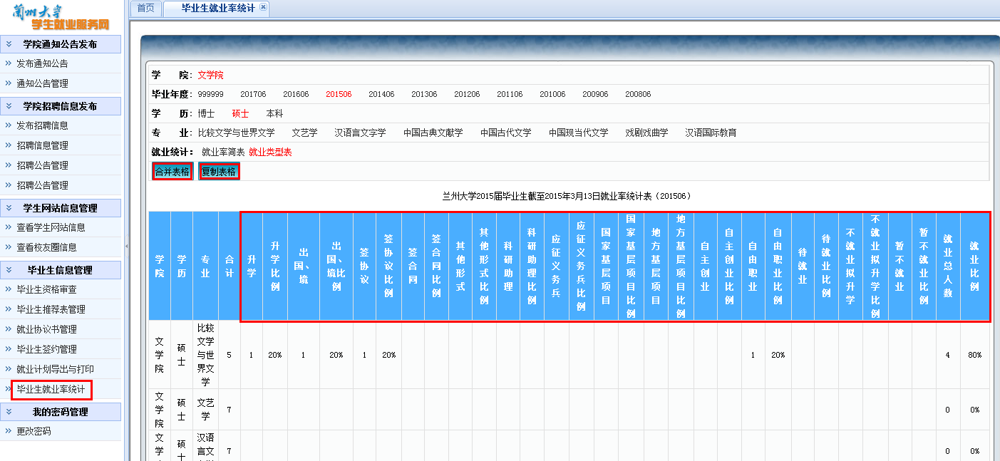 兰州大学
学生就业服务网
学院通知公告发布
发布通知公告
通知公告管理
学院招聘信息发布
发布招聘信息
招聘信息管理
招聘公告管理
招聘公告管理
学生网站信息管理
查看学生网站信息
查看校友圈信息
毕业生信息管理
毕业生资格审查
毕业生推荐表管理
就业协议书管理
毕业生签约管理
就业计划导出与打印
毕业生就业率统计
我的密码管理
更改密码
首页 毕业生就业率统计
学 院： 文学院
毕业年度： 999999 201706 201606 201506 201406 201306 201206 201106 201006 200906 200806
学 历： 博士 硕士 本科
专 业： 比较文学与世界文学 文艺学 汉语言文字学 中国古典文献学 中国古代文学 中国现当代文学 戏剧戏曲学 汉语国际教育
就业统计： 就业率简表 就业类型表
合并表格 复制表格
兰州大学2015届毕业生截至2015年3月13日就业率统计表（201506）
学院 学历 专业 合计 升学 升学比例 出国、境 出国、境比例 签协议 签协议比例 签合同 签合同比例 其他形式 其他形式比例 科研助理 科研助理比例 应征义务兵 应征义务兵比例 国家基层项目 国家基层项目比例 地方基层项目 地方基层项目比例 自主创业 自主创业比例 自由职业 自由职业比例 待就业 待就业比例 不就业拟升学 不就业拟升学比例 暂不就业 暂不就业比例 就业总人数 就业比例
文学院 硕士 比较文学与世界文学 5 1 20% 1 20% 1 20% 1 20% 4 80%
文学院 硕士 文艺学 7 0 0%
文学 硕士 汉语言文 7 0 0%